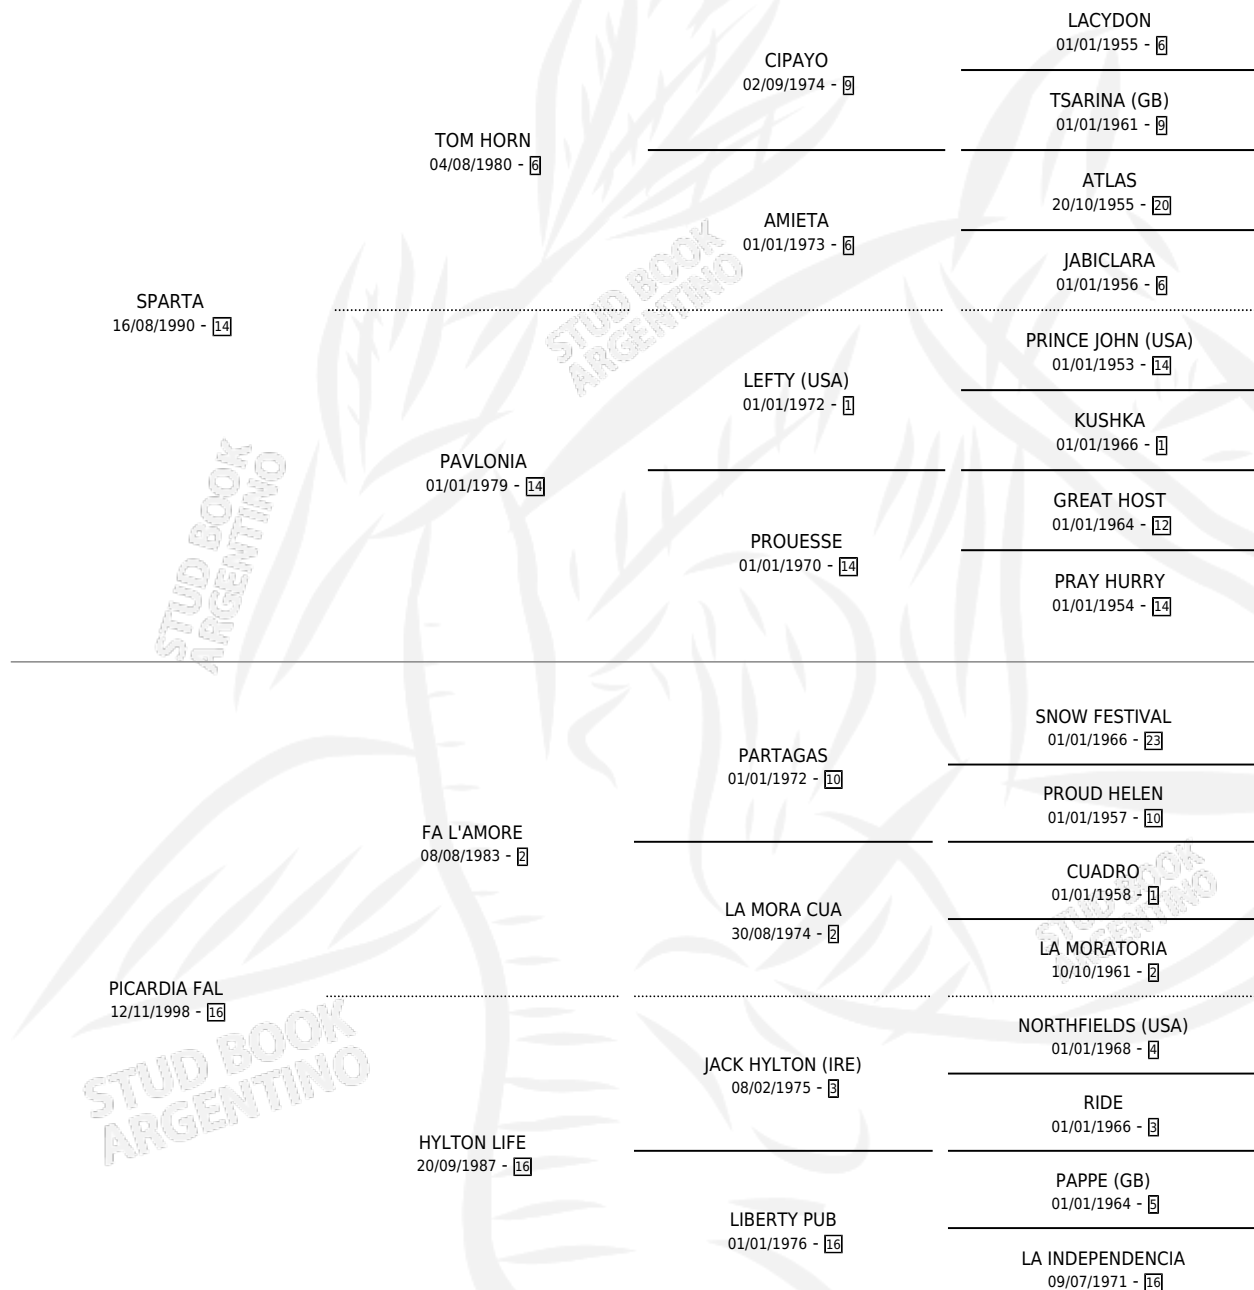 LACYDON
01/01/1955 - 6
CIPAYO
02/09/1974 - 9
TSARINA (GB)
01/01/1961 - 9
TOM HORN
04/08/1980 - 6
ATLAS
20/10/1955 - 20
AMIETA
01/01/1973 - 6
JABICLARA
01/01/1956 - 6
SPARTA
16/08/1990 - 14
PRINCE JOHN (USA)
01/01/1953 - 14
LEFTY (USA)
01/01/1972 - 1
KUSHKA
01/01/1966 - 1
PAVLONIA
01/01/1979 - 14
GREAT HOST
01/01/1964 - 12
PROUESSE
01/01/1970 - 14
PRAY HURRY
01/01/1954 - 14
STUD BOOK
ARGENTINO
STUD BOOK
ARGENTINO
SNOW FESTIVAL
01/01/1966 - 23
PARTAGAS
01/01/1972 - 10
PROUD HELEN
01/01/1957 - 10
FA L'AMORE
08/08/1983 - 2
CUADRO
01/01/1958 - 1
LA MORA CUA
30/08/1974 - 2
LA MORATORIA
10/10/1961 - 2
PICARDIA FAL
12/11/1998 - 16
NORTHFIELDS (USA)
01/01/1968 - 4
JACK HYLTON (IRE)
08/02/1975 - 3
RIDE
01/01/1966 - 3
HYLTON LIFE
20/09/1987 - 16
PAPPE (GB)
01/01/1964 - 5
LIBERTY PUB
01/01/1976 - 16
LA INDEPENDENCIA
09/07/1971 - 16
STUD BOOK
ARGENTINO
STUD BOOK
ARGENTINO